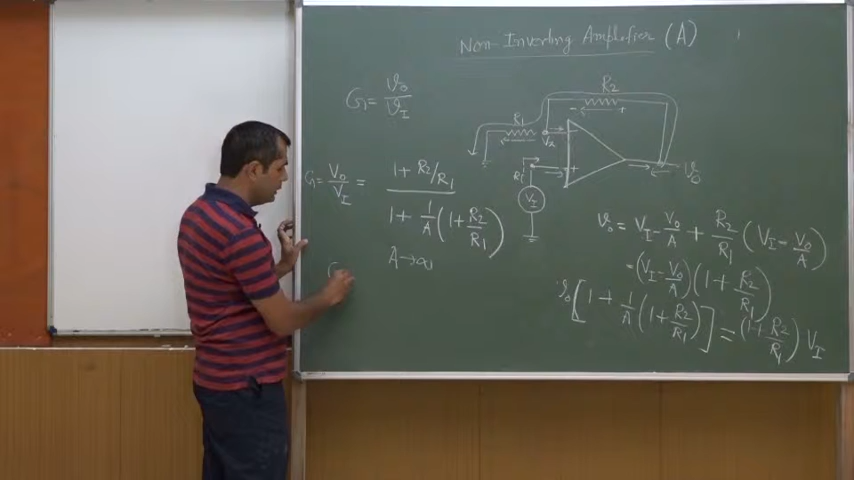 Non-Inverting Amplifier (A)
G = Vo / VI
R2
- +
R1
Vx
-
+
R1
VI
Vo
G = Vo / VI = (1 + R2/R1) / (1 + 1/A (1 + R2/R1))
A→∞
G
Vo = VI - Vo/A + R2/R1 (VI - Vo/A)
= (VI - Vo/A) (1 + R2/R1)
Vo [1 + 1/A (1 + R2/R1)] = (1 + R2/R1) VI